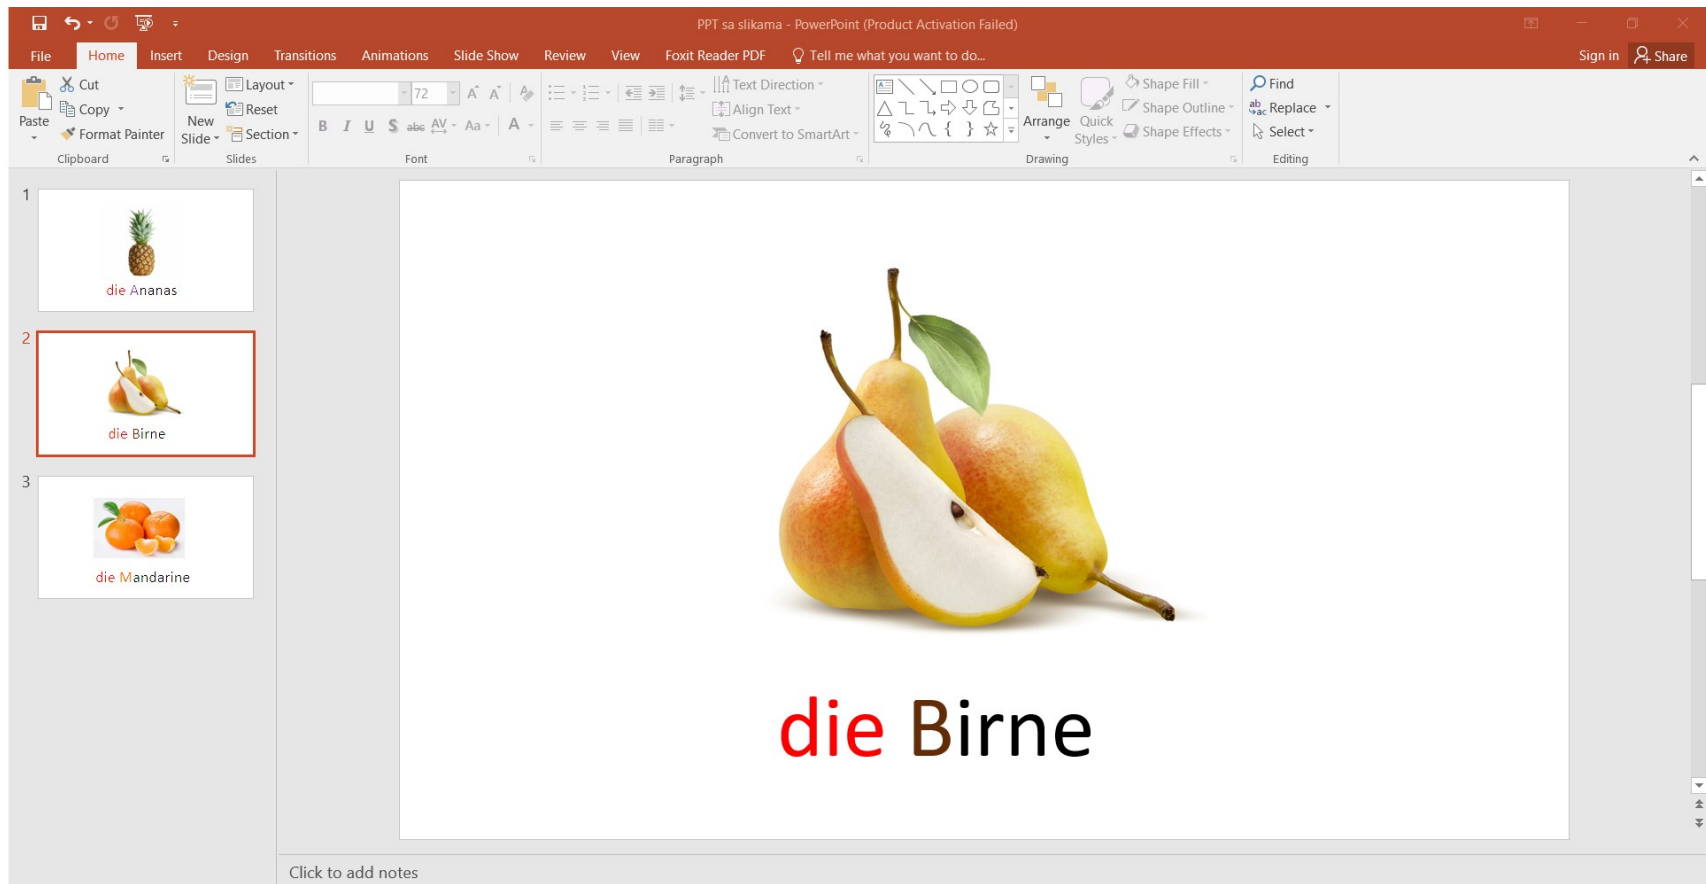 PPT sa slikama - PowerPoint (Product Activation Failed)
File Home Insert Design Transitions Animations Slide Show Review View Foxit Reader PDF Tell me what you want to do... Sign in Share
Paste
Cut
Copy
Format Painter
Clipboard
New Slide
Layout
Reset
Section
Slides
72
A A
B I U S abc AV Aa A
Font
Text Direction
Align Text
Convert to SmartArt
Paragraph
Arrange
Quick Styles
Shape Fill
Shape Outline
Shape Effects
Drawing
Find
Replace
Select
Editing
1
die Ananas
2
die Birne
3
die Mandarine
die Birne
Click to add notes